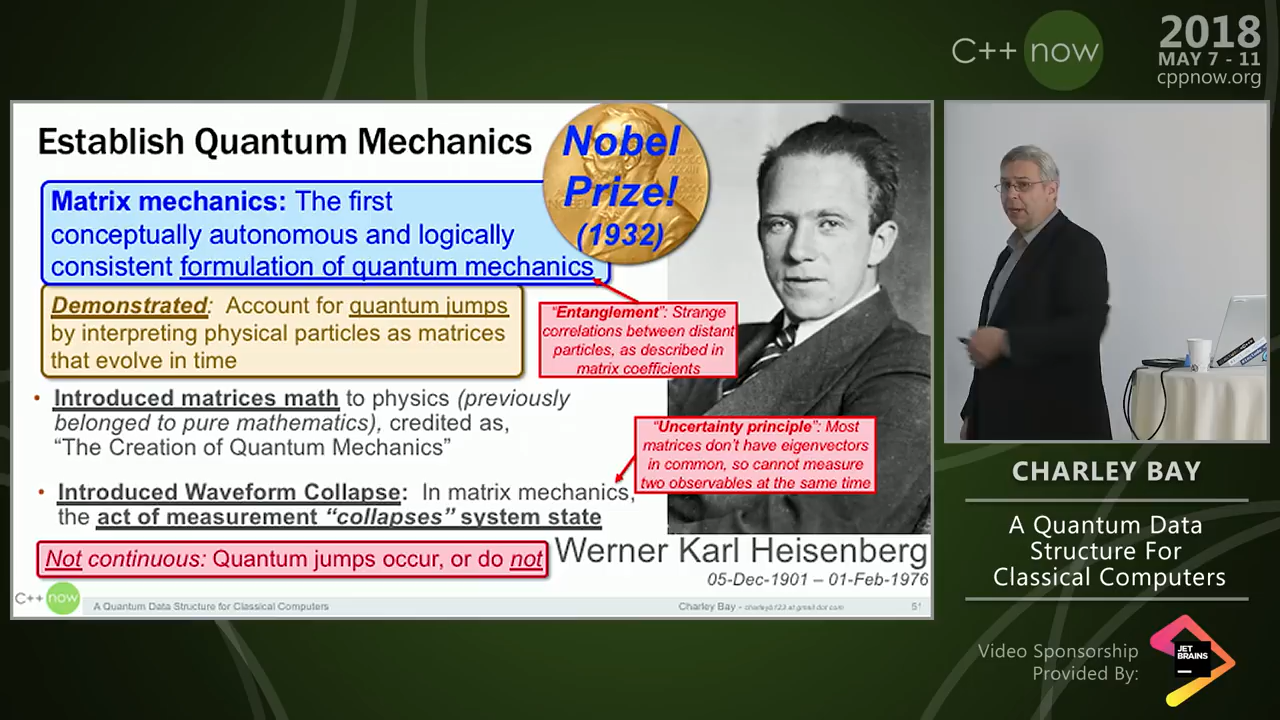 C++ now
2018
MAY 7 - 11
cppnow.org
Establish Quantum Mechanics
Nobel
Prize!
(1932)
Matrix mechanics: The first
conceptually autonomous and logically
consistent formulation of quantum mechanics
Demonstrated: Account for quantum jumps
by interpreting physical particles as matrices
that evolve in time
“Entanglement”: Strange
correlations between distant
particles, as described in
matrix coefficients
• Introduced matrices math to physics (previously
belonged to pure mathematics), credited as,
“The Creation of Quantum Mechanics”
“Uncertainty principle”: Most
matrices don’t have eigenvectors
in common, so cannot measure
two observables at the same time
• Introduced Waveform Collapse: In matrix mechanics,
the act of measurement “collapses” system state
Not continuous: Quantum jumps occur, or do not
Werner Karl Heisenberg
05-Dec-1901 – 01-Feb-1976
C++ now
A Quantum Data Structure for Classical Computers
Charley Bay - charleyb123 at gmail dot com
51
CHARLEY BAY
A Quantum Data
Structure For
Classical Computers
Video Sponsorship
Provided By:
JET
BRAINS